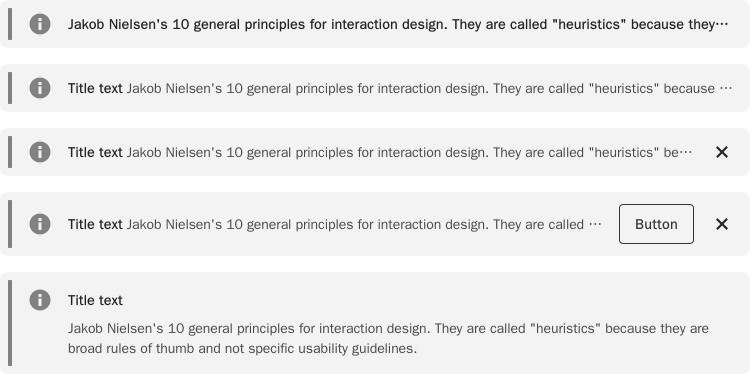 Jakob Nielsen's 10 general principles for interaction design. They are called "heuristics" because they···
Title text Jakob Nielsen's 10 general principles for interaction design. They are called "heuristics" because ···
Title text Jakob Nielsen's 10 general principles for interaction design. They are called "heuristics" be···
Title text Jakob Nielsen's 10 general principles for interaction design. They are called ··· Button
Title text
Jakob Nielsen's 10 general principles for interaction design. They are called "heuristics" because they are
broad rules of thumb and not specific usability guidelines.